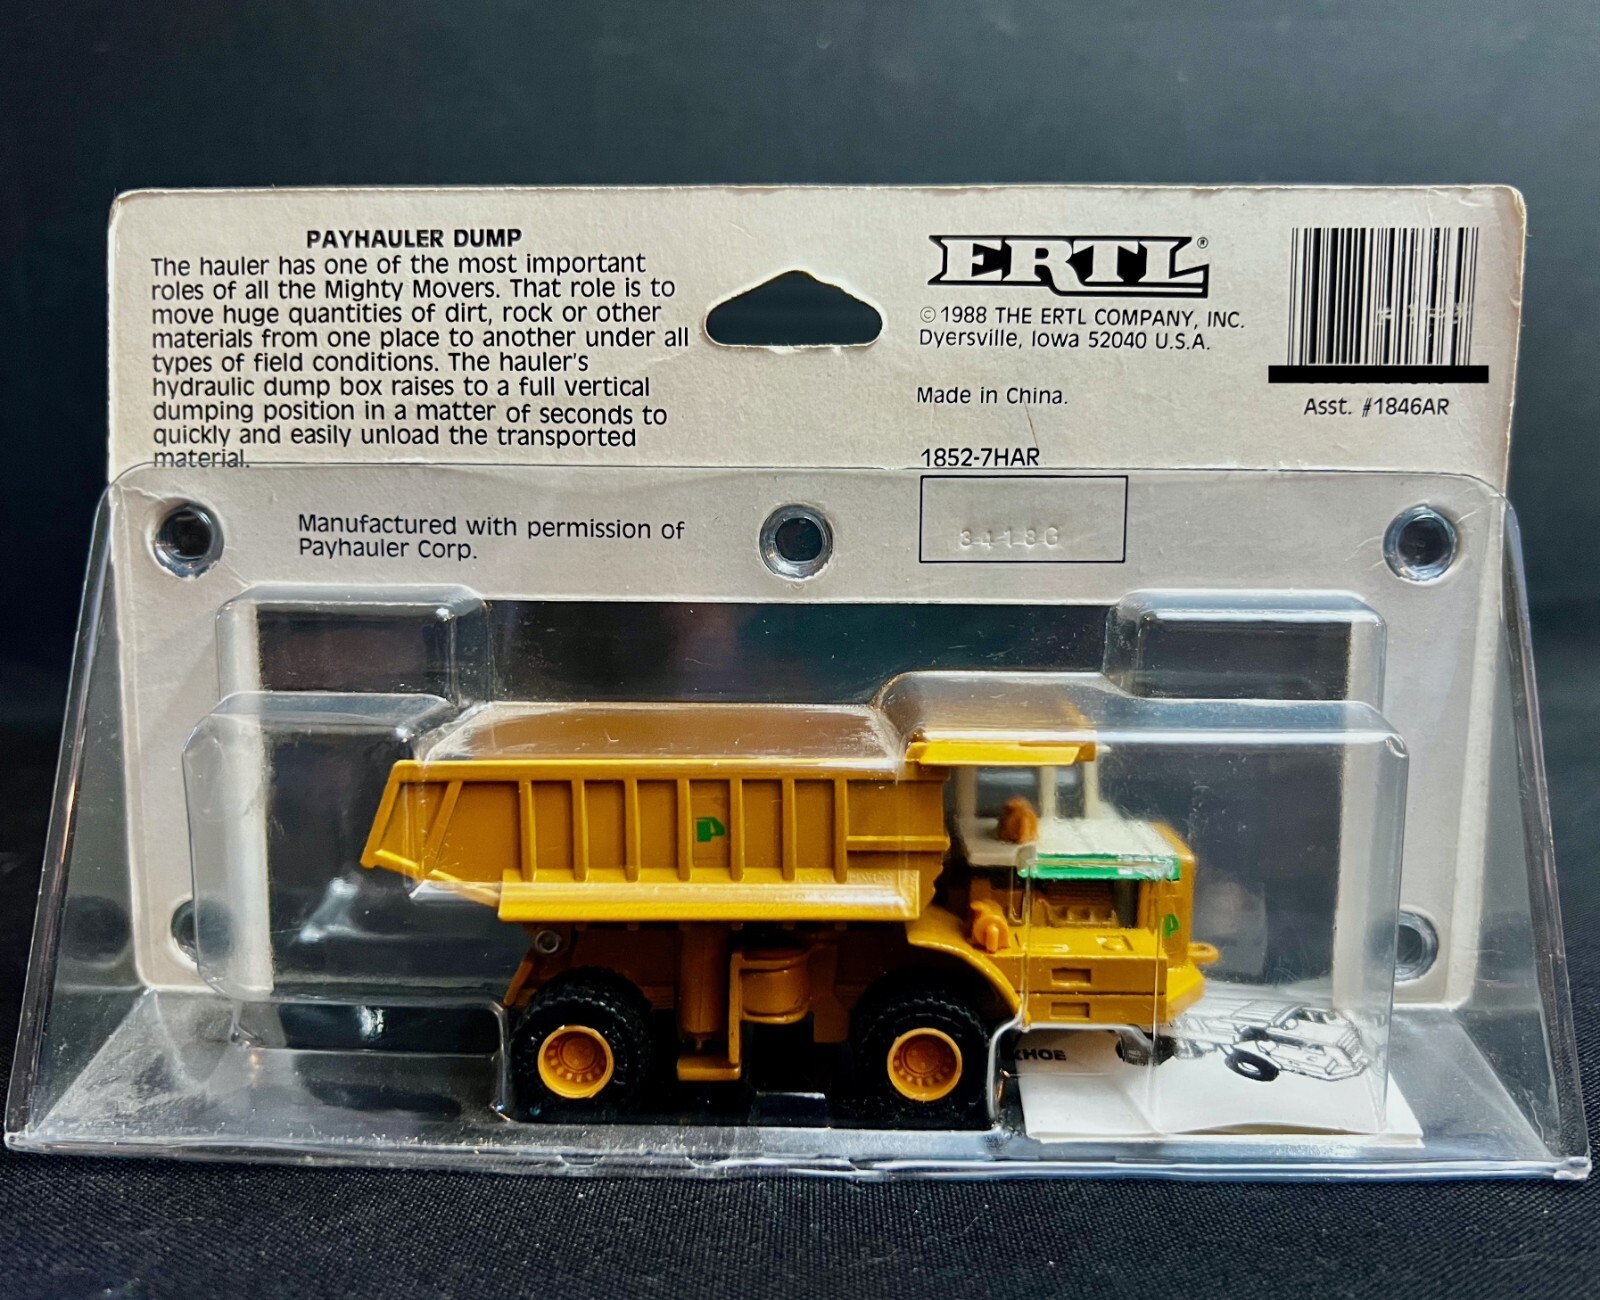 PAYHAULER DUMP
The hauler has one of the most important
roles of all the Mighty Movers. That role is to
move huge quantities of dirt, rock or other
materials from one place to another under all
types of field conditions. The hauler's
hydraulic dump box raises to a full vertical
dumping position in a matter of seconds to
quickly and easily unload the transported
material.
Manufactured with permission of
Payhauler Corp.
ERTL®
© 1988 THE ERTL COMPANY, INC.
Dyersville, Iowa 52040 U.S.A.
Made in China.
1852-7HAR
3418G
Asst. #1846AR
P
P